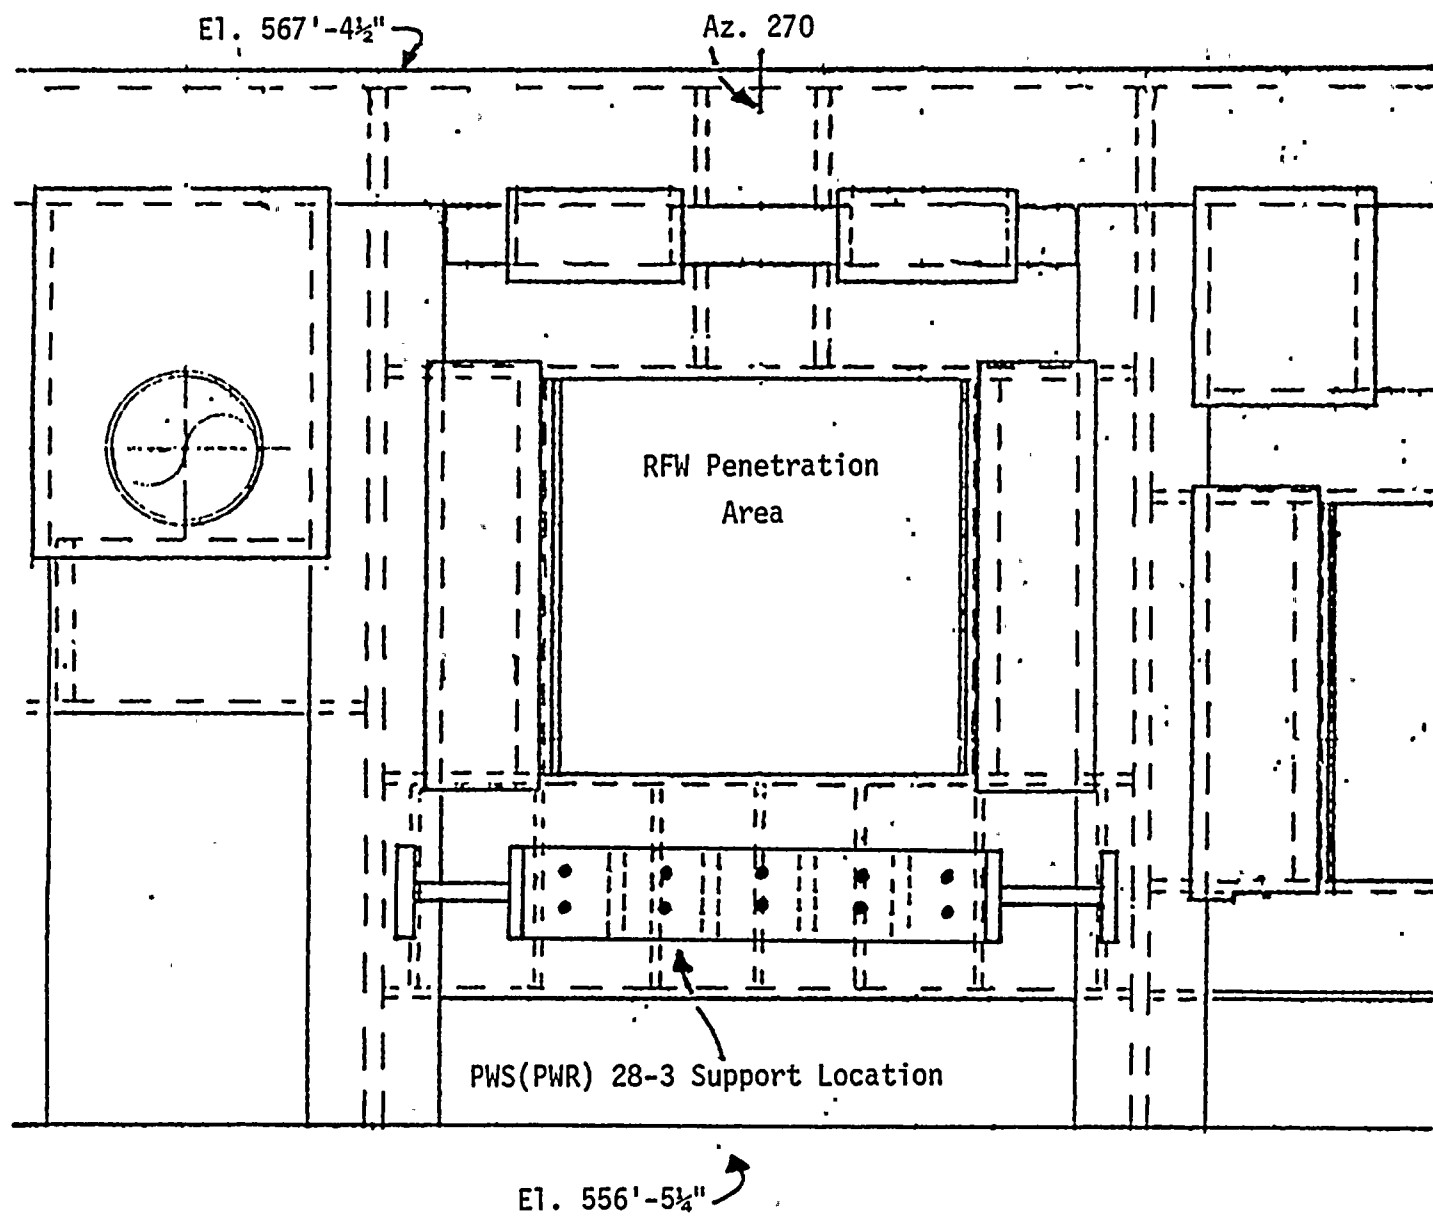 El. 567'-4½"
Az. 270
RFW Penetration
Area
PWS(PWR) 28-3 Support Location
El. 556'-5¼"